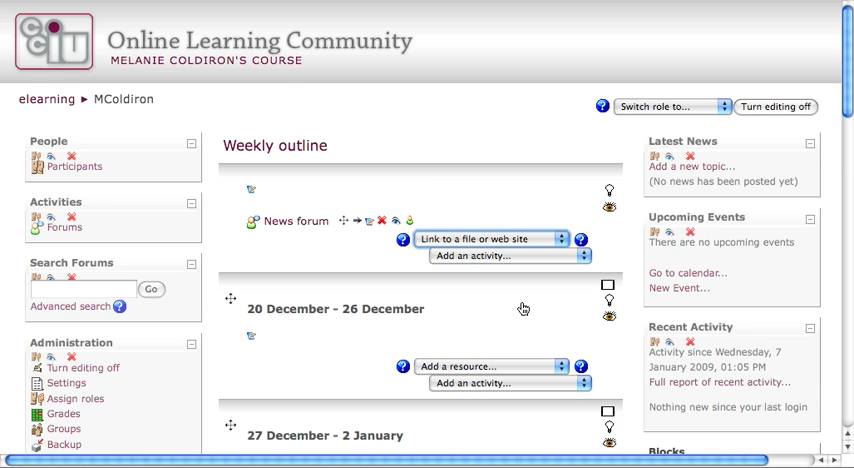 CCIU
Online Learning Community
MELANIE COLDIRON'S COURSE
elearning ► MColdiron
? Switch role to... Turn editing off
People
Participants
Activities
Forums
Search Forums
Go
Advanced search ?
Administration
Turn editing off
Settings
Assign roles
Grades
Groups
Backup
Weekly outline
News forum
? Link to a file or web site ?
Add an activity...
20 December - 26 December
? Add a resource... ?
Add an activity...
27 December - 2 January
Latest News
Add a new topic...
(No news has been posted yet)
Upcoming Events
There are no upcoming events
Go to calendar...
New Event...
Recent Activity
Activity since Wednesday, 7
January 2009, 01:05 PM
Full report of recent activity...
Nothing new since your last login
Blocks